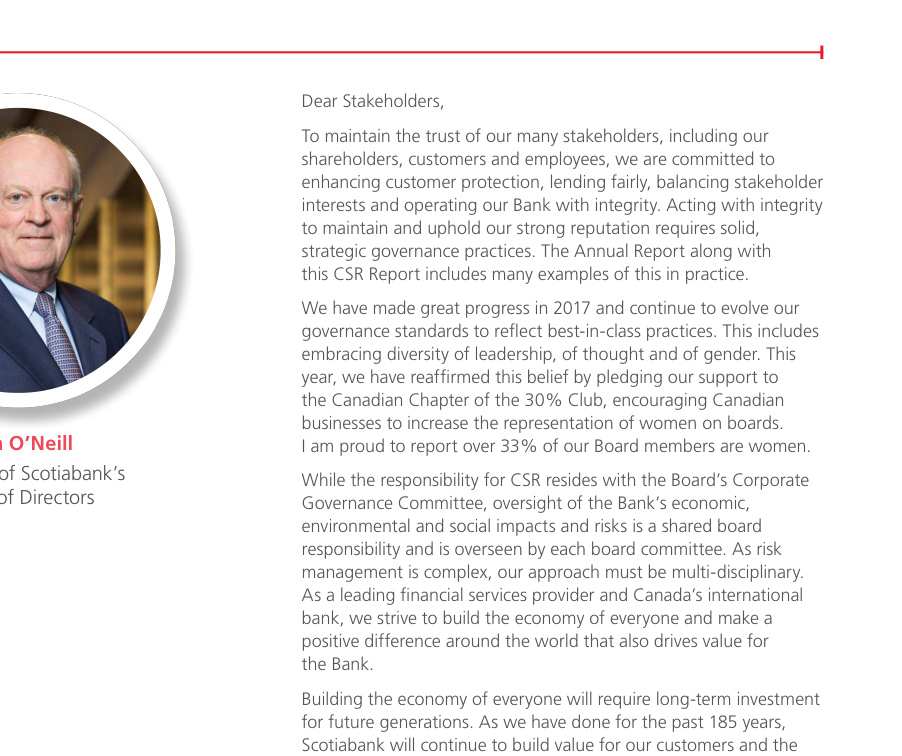 O’Neill
of Scotiabank’s
of Directors
Dear Stakeholders,
To maintain the trust of our many stakeholders, including our
shareholders, customers and employees, we are committed to
enhancing customer protection, lending fairly, balancing stakeholder
interests and operating our Bank with integrity. Acting with integrity
to maintain and uphold our strong reputation requires solid,
strategic governance practices. The Annual Report along with
this CSR Report includes many examples of this in practice.
We have made great progress in 2017 and continue to evolve our
governance standards to reflect best-in-class practices. This includes
embracing diversity of leadership, of thought and of gender. This
year, we have reaffirmed this belief by pledging our support to
the Canadian Chapter of the 30% Club, encouraging Canadian
businesses to increase the representation of women on boards.
I am proud to report over 33% of our Board members are women.
While the responsibility for CSR resides with the Board’s Corporate
Governance Committee, oversight of the Bank’s economic,
environmental and social impacts and risks is a shared board
responsibility and is overseen by each board committee. As risk
management is complex, our approach must be multi-disciplinary.
As a leading financial services provider and Canada’s international
bank, we strive to build the economy of everyone and make a
positive difference around the world that also drives value for
the Bank.
Building the economy of everyone will require long-term investment
for future generations. As we have done for the past 185 years,
Scotiabank will continue to build value for our customers and the